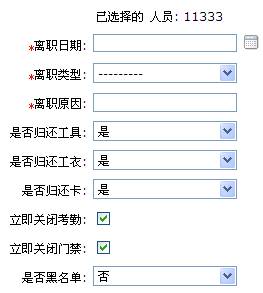 已选择的 人员: 11333
*离职日期:
*离职类型: ---------
*离职原因:
是否归还工具: 是
是否归还工衣: 是
是否归还卡: 是
立即关闭考勤:
立即关闭门禁:
是否黑名单: 否